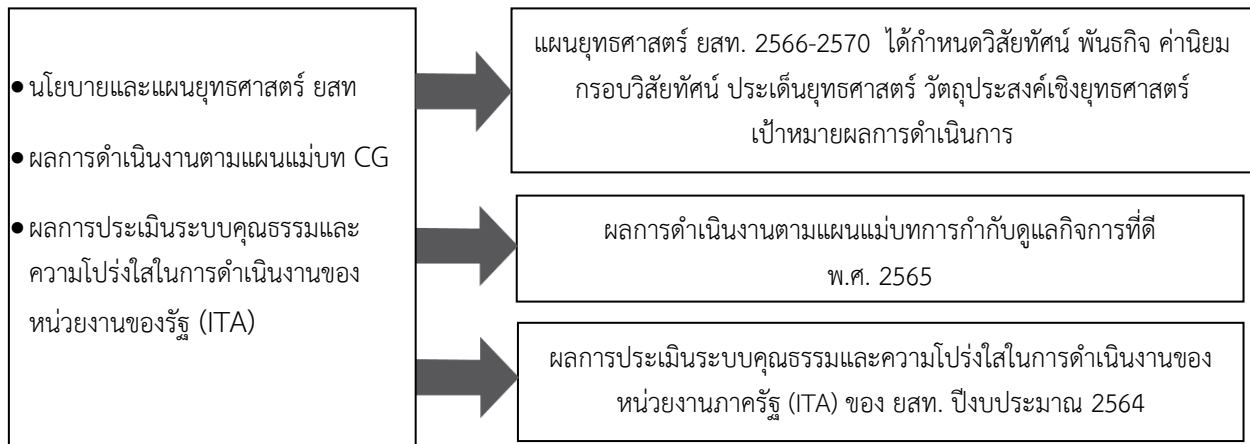 • นโยบายและแผนยุทธศาสตร์ ยสท
• ผลการดำเนินงานตามแผนแม่บท CG
• ผลการประเมินระบบคุณธรรมและ
ความโปร่งใสในการดำเนินงานของ
หน่วยงานของรัฐ (ITA)
แผนยุทธศาสตร์ ยสท. 2566-2570 ได้กำหนดวิสัยทัศน์ พันธกิจ ค่านิยม
กรอบวิสัยทัศน์ ประเด็นยุทธศาสตร์ วัตถุประสงค์เชิงยุทธศาสตร์
เป้าหมายผลการดำเนินการ
ผลการดำเนินงานตามแผนแม่บทการกำกับดูแลกิจการที่ดี
พ.ศ. 2565
ผลการประเมินระบบคุณธรรมและความโปร่งใสในการดำเนินงานของ
หน่วยงานภาครัฐ (ITA) ของ ยสท. ปีงบประมาณ 2564